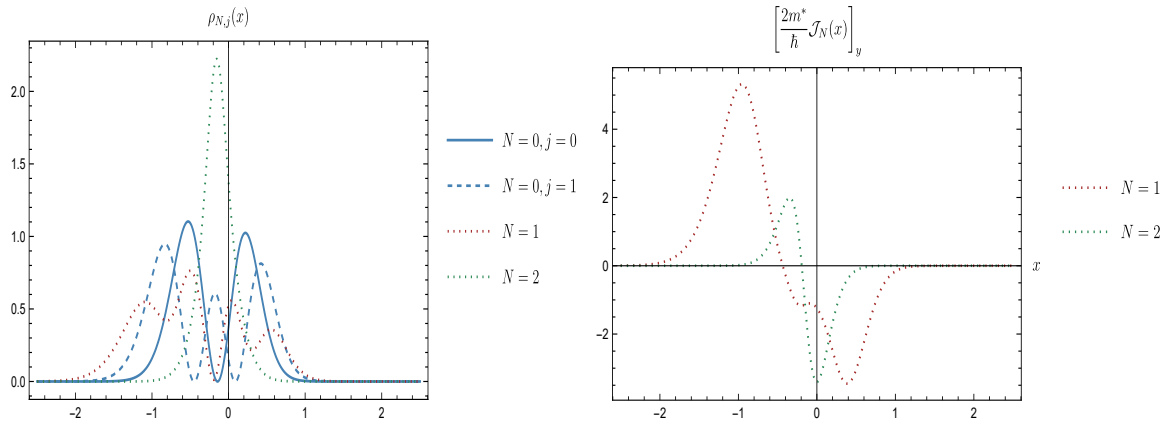 ρ_{N,j}(x)
2.0
1.5
1.0
0.5
0.0
−2 −1 0 1 2
N = 0, j = 0
N = 0, j = 1
N = 1
N = 2
[2m*/ℏ 𝒥_N(x)]_y
4
2
0
−2
−2 −1 0 1 2
x
N = 1
N = 2